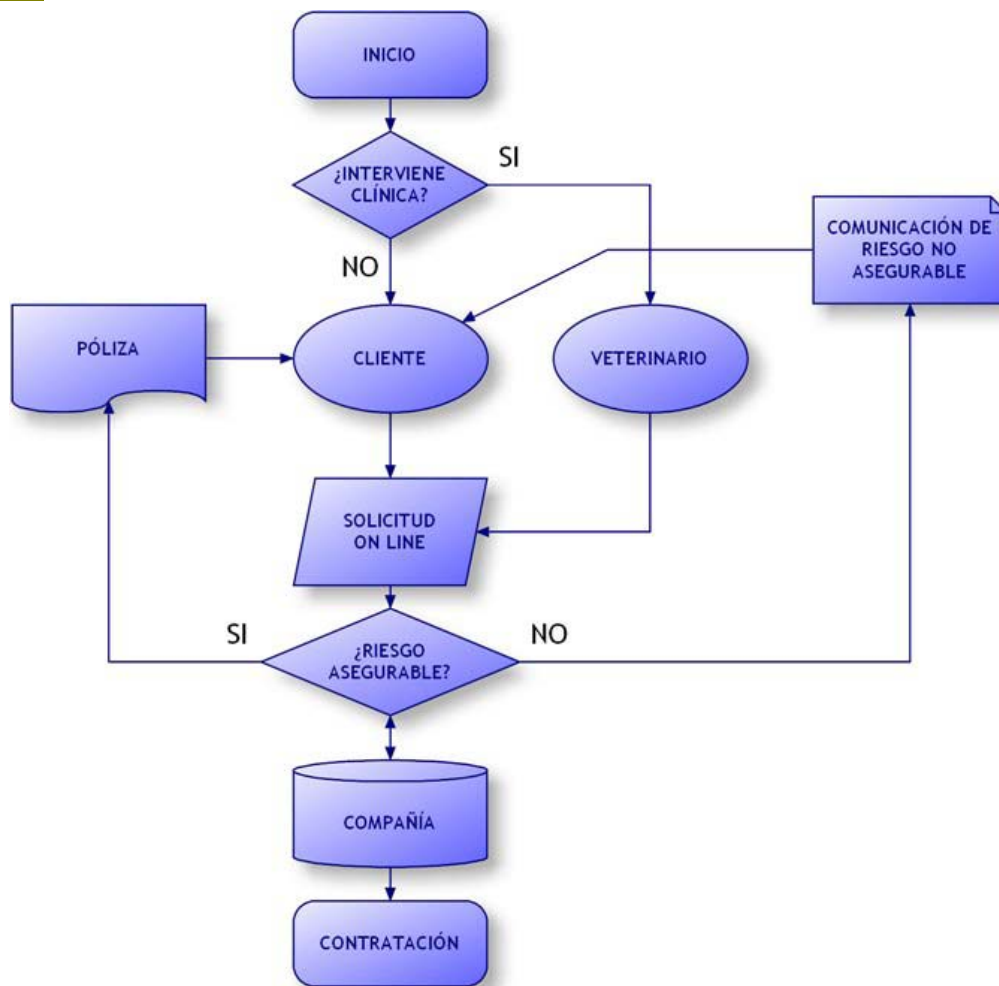 INICIO
¿INTERVIENE
CLÍNICA?
SI
NO
COMUNICACIÓN DE
RIESGO NO
ASEGURABLE
PÓLIZA
CLIENTE
VETERINARIO
SOLICITUD
ON LINE
SI
NO
¿RIESGO
ASEGURABLE?
COMPAÑÍA
CONTRATACIÓN